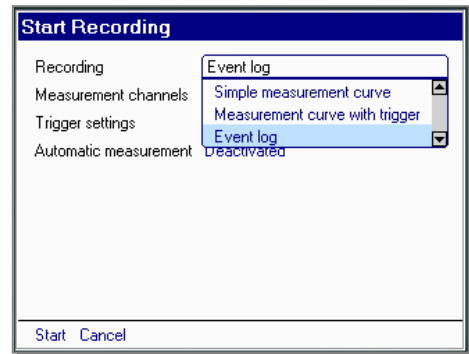 Start Recording
Recording Event log
Measurement channels Simple measurement curve
Trigger settings Measurement curve with trigger
Event log
Automatic measurement Deactivated
Start Cancel